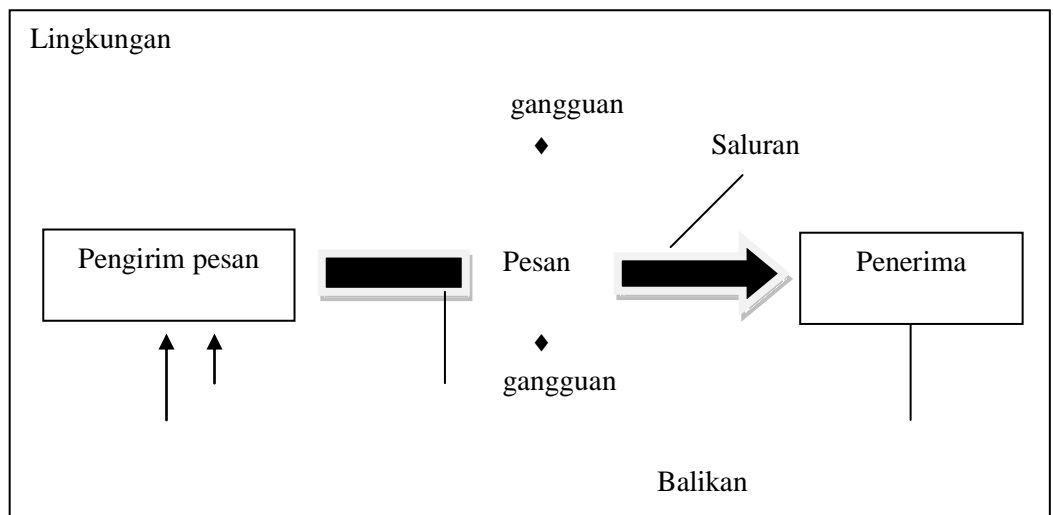 Lingkungan
gangguan
Saluran
Pengirim pesan
Pesan
Penerima
gangguan
Balikan